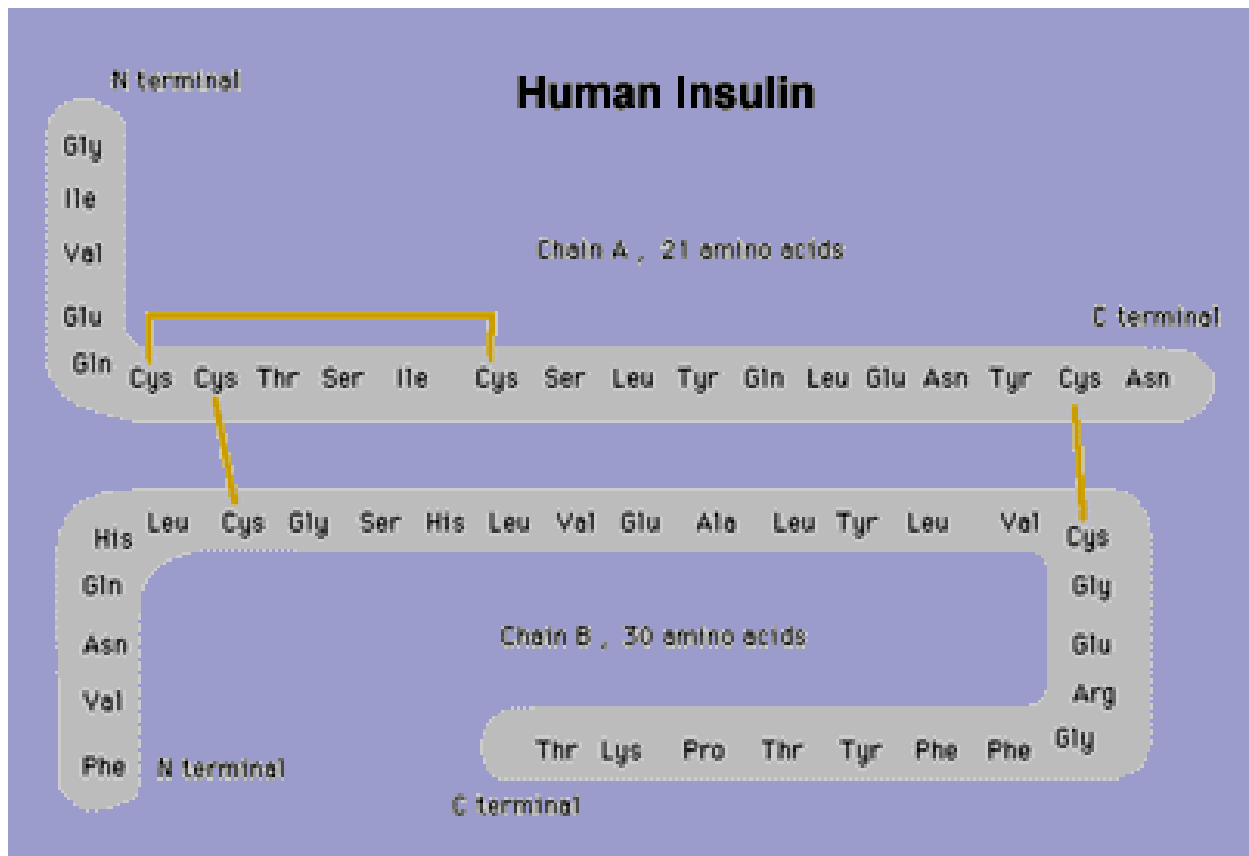 N terminal
Human Insulin
Gly
Ile
Val
Chain A , 21 amino acids
Glu
C terminal
Gln Cys Cys Thr Ser Ile Cys Ser Leu Tyr Gln Leu Glu Asn Tyr Cys Asn
His Leu Cys Gly Ser His Leu Val Glu Ala Leu Tyr Leu Val Cys
Gln
Gly
Asn
Chain B , 30 amino acids
Glu
Val
Arg
Thr Lys Pro Thr Tyr Phe Phe Gly
Phe N terminal
C terminal